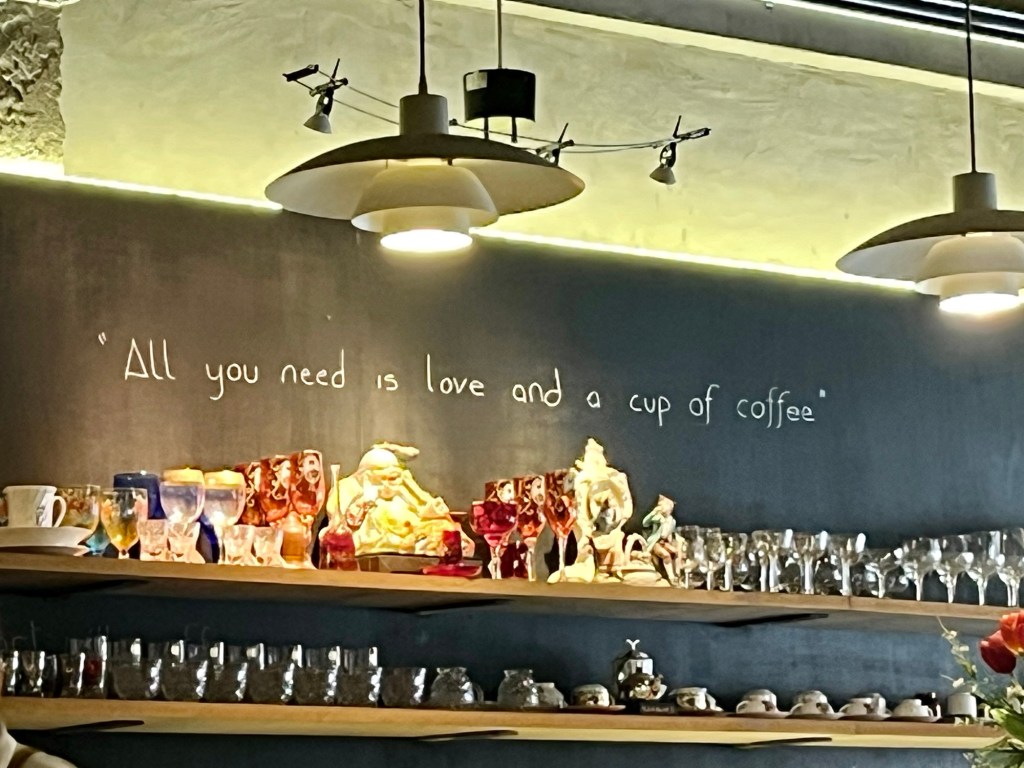 "All you need is love and a cup of coffee"